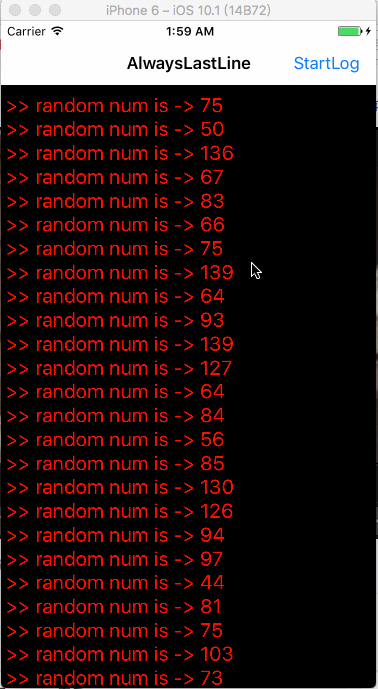 iPhone 6 – iOS 10.1 (14B72)
Carrier 1:59 AM
AlwaysLastLine StartLog
>> random num is -> 75
>> random num is -> 50
>> random num is -> 136
>> random num is -> 67
>> random num is -> 83
>> random num is -> 66
>> random num is -> 75
>> random num is -> 139
>> random num is -> 64
>> random num is -> 93
>> random num is -> 139
>> random num is -> 127
>> random num is -> 64
>> random num is -> 84
>> random num is -> 56
>> random num is -> 85
>> random num is -> 130
>> random num is -> 126
>> random num is -> 94
>> random num is -> 97
>> random num is -> 44
>> random num is -> 81
>> random num is -> 75
>> random num is -> 103
>> random num is -> 73